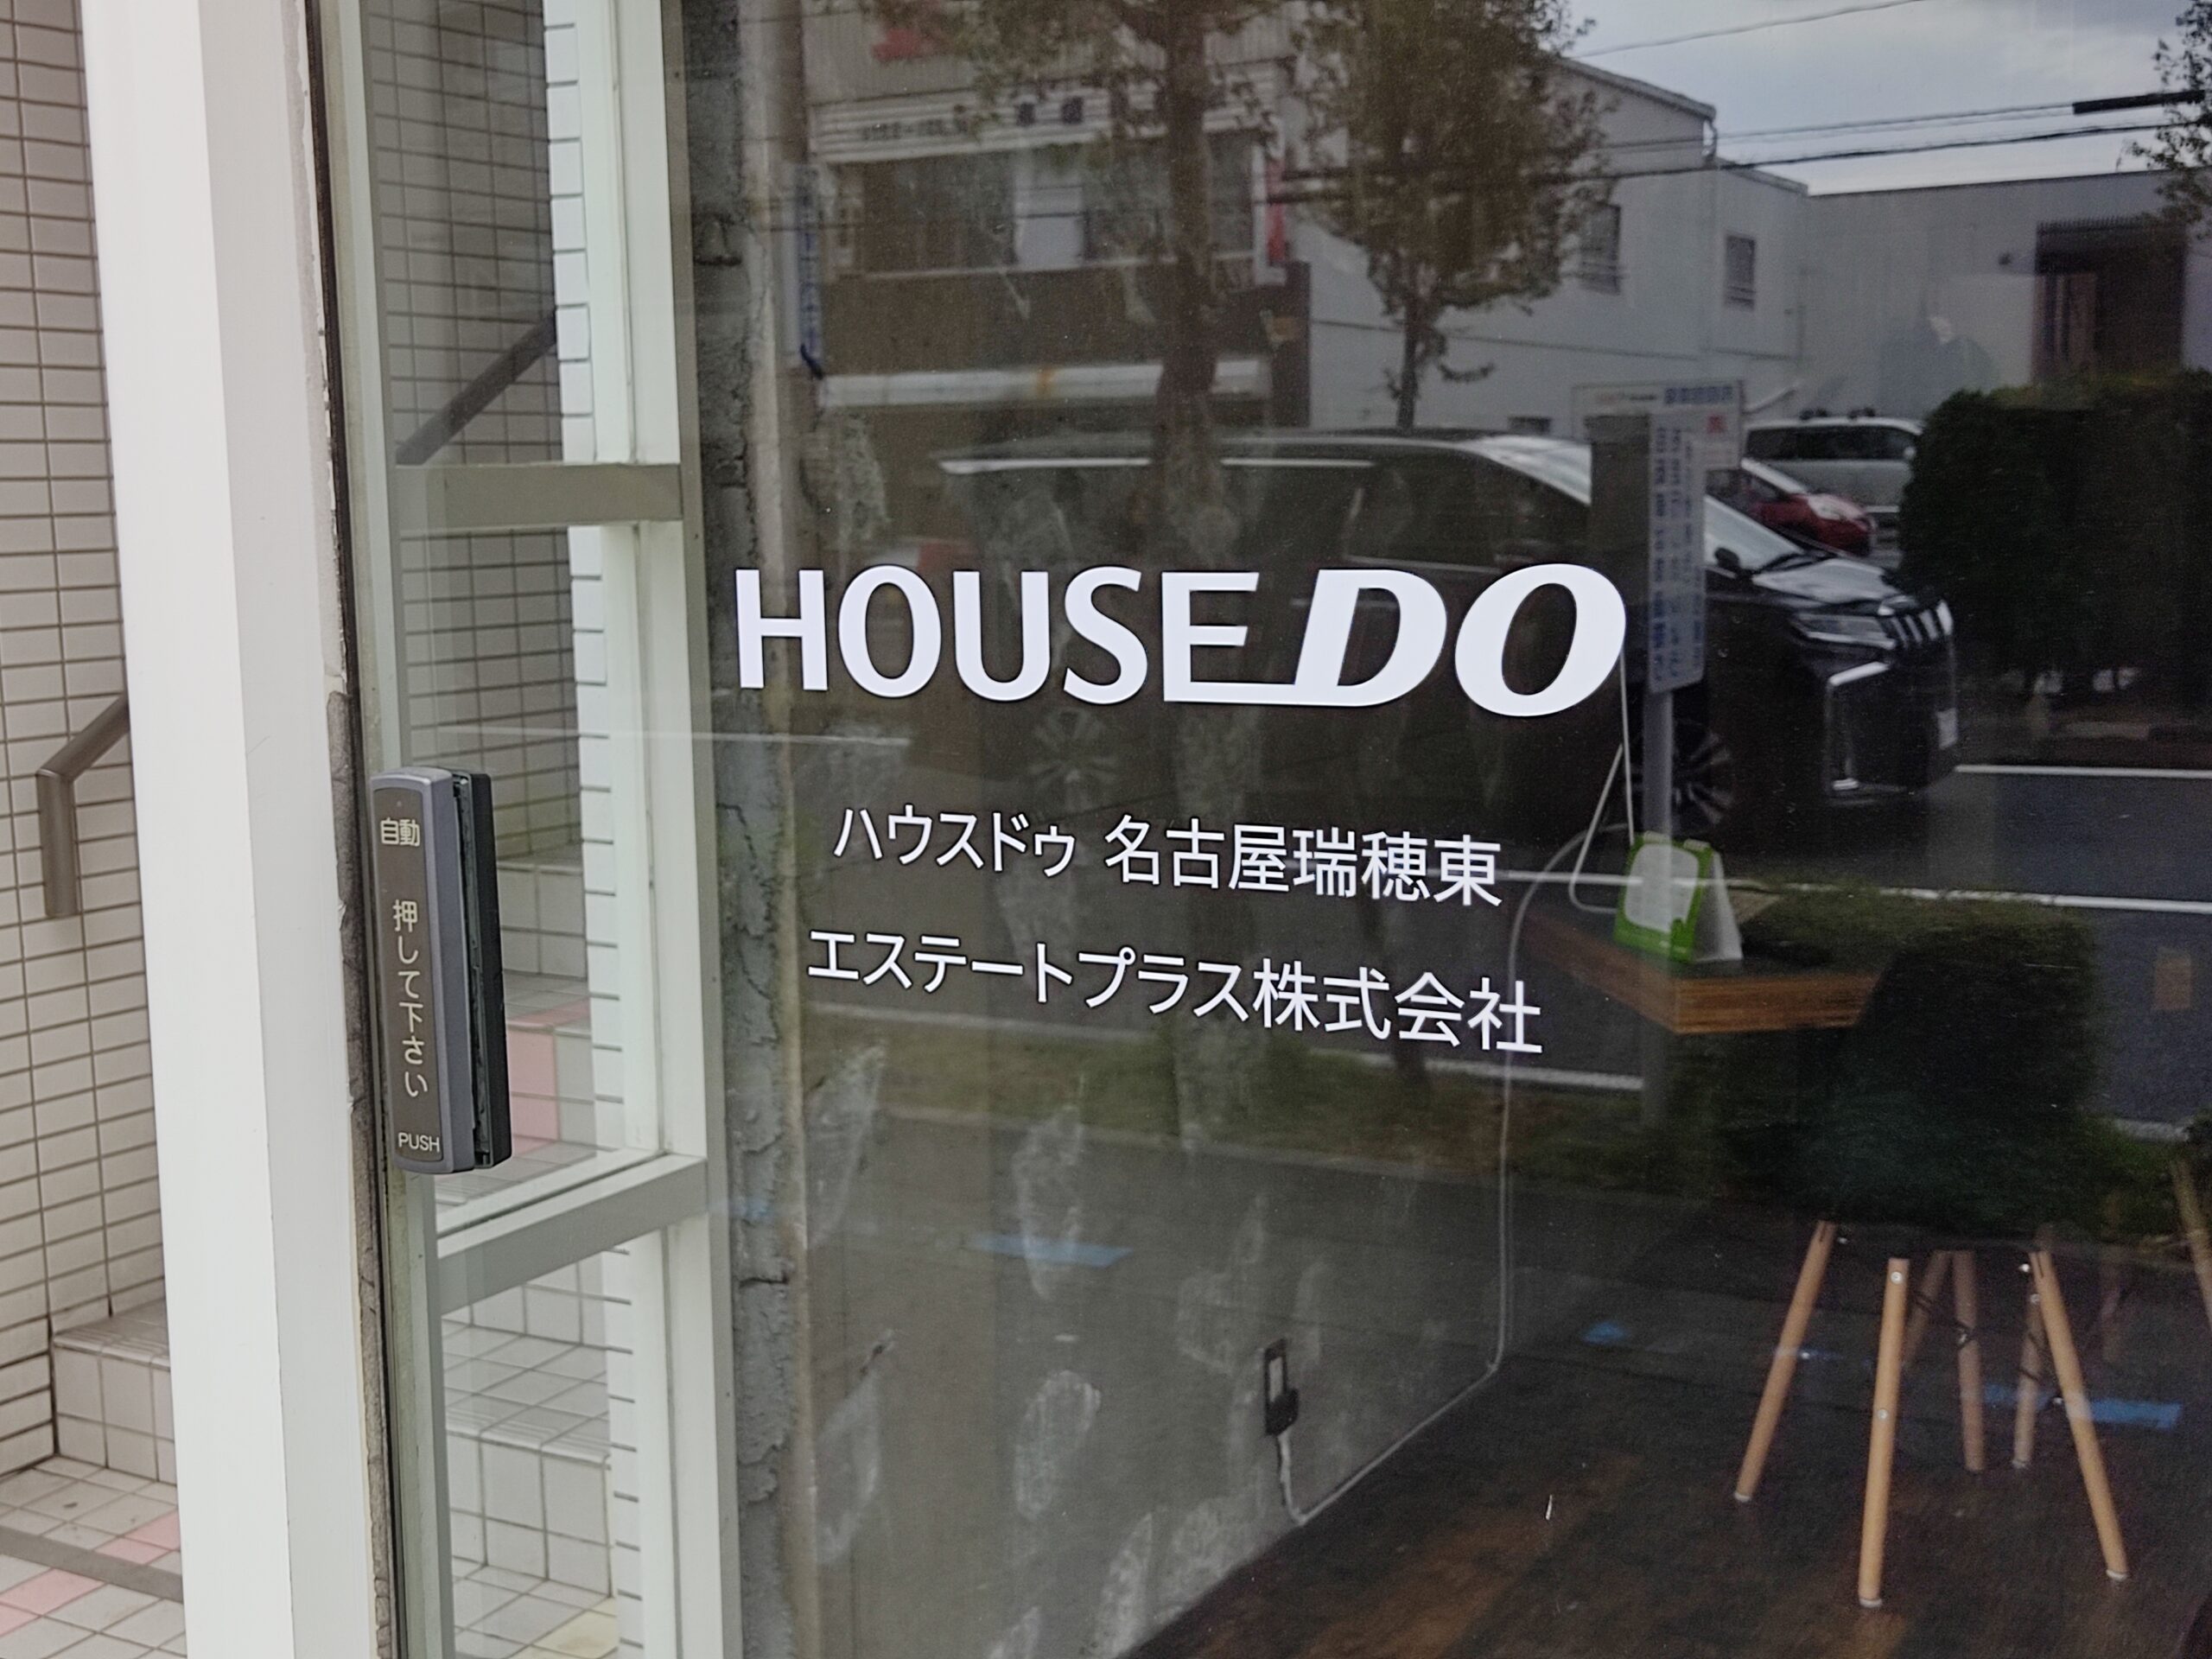 HOUSE DO
ハウスドゥ 名古屋瑞穂東
エステートプラス株式会社
自動
押して下さい
PUSH